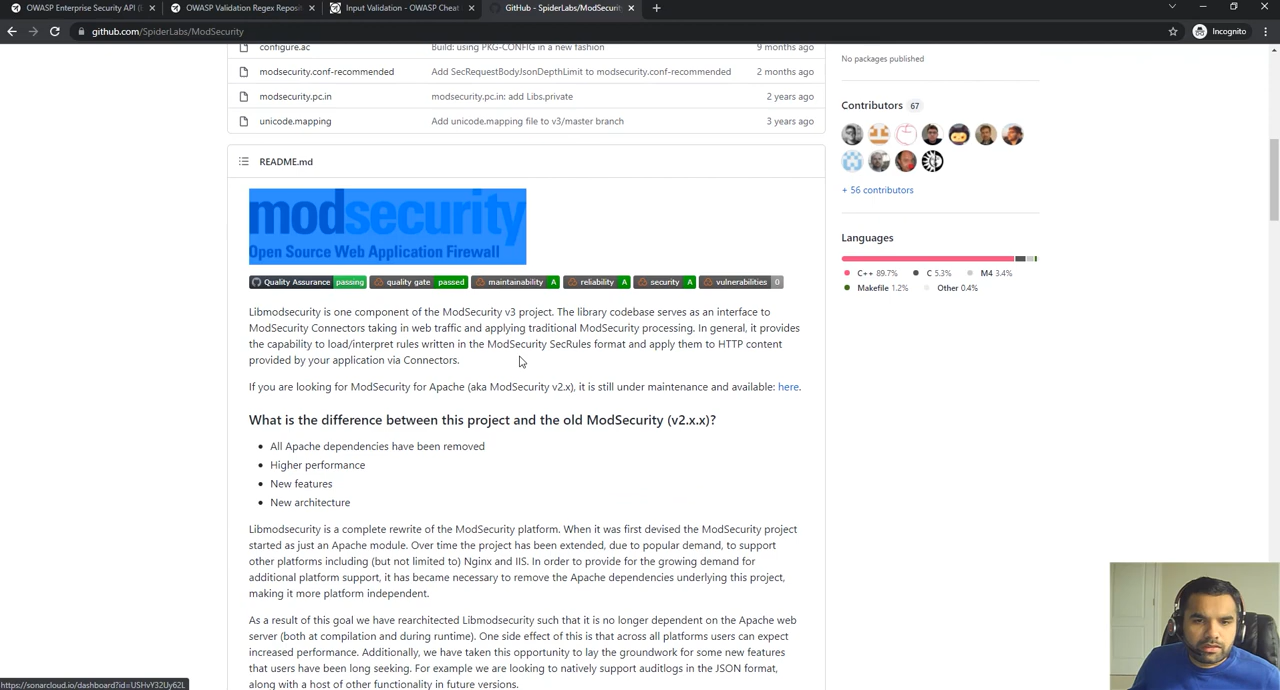 OWASP Enterprise Security API (
OWASP Validation Regex Reposi
Input Validation - OWASP Cheat
GitHub - SpiderLabs/ModSecurit
github.com/SpiderLabs/ModSecurity
Incognito
configure.ac
Build: using PKG-CONFIG in a new fashion
9 months ago
modsecurity.conf-recommended
Add SecRequestBodyJsonDepthLimit to modsecurity.conf-recommended
2 months ago
modsecurity.pc.in
modsecurity.pc.in: add Libs.private
2 years ago
unicode.mapping
Add unicode.mapping file to v3/master branch
3 years ago
README.md
modsecurity
Open Source Web Application Firewall
Quality Assurance passing
quality gate passed
maintainability A
reliability A
security A
vulnerabilities 0
Libmodsecurity is one component of the ModSecurity v3 project. The library codebase serves as an interface to
ModSecurity Connectors taking in web traffic and applying traditional ModSecurity processing. In general, it provides
the capability to load/interpret rules written in the ModSecurity SecRules format and apply them to HTTP content
provided by your application via Connectors.
If you are looking for ModSecurity for Apache (aka ModSecurity v2.x), it is still under maintenance and available: here.
What is the difference between this project and the old ModSecurity (v2.x.x)?
• All Apache dependencies have been removed
• Higher performance
• New features
• New architecture
Libmodsecurity is a complete rewrite of the ModSecurity platform. When it was first devised the ModSecurity project
started as just an Apache module. Over time the project has been extended, due to popular demand, to support
other platforms including (but not limited to) Nginx and IIS. In order to provide for the growing demand for
additional platform support, it has became necessary to remove the Apache dependencies underlying this project,
making it more platform independent.
As a result of this goal we have rearchitected Libmodsecurity such that it is no longer dependent on the Apache web
server (both at compilation and during runtime). One side effect of this is that across all platforms users can expect
increased performance. Additionally, we have taken this opportunity to lay the groundwork for some new features
that users have been long seeking. For example we are looking to natively support auditlogs in the JSON format,
along with a host of other functionality in future versions.
No packages published
Contributors 67
+ 56 contributors
Languages
C++ 89.7%
C 5.3%
M4 3.4%
Makefile 1.2%
Other 0.4%
https://sonarcloud.io/dashboard?id=USHvY32Uy62L